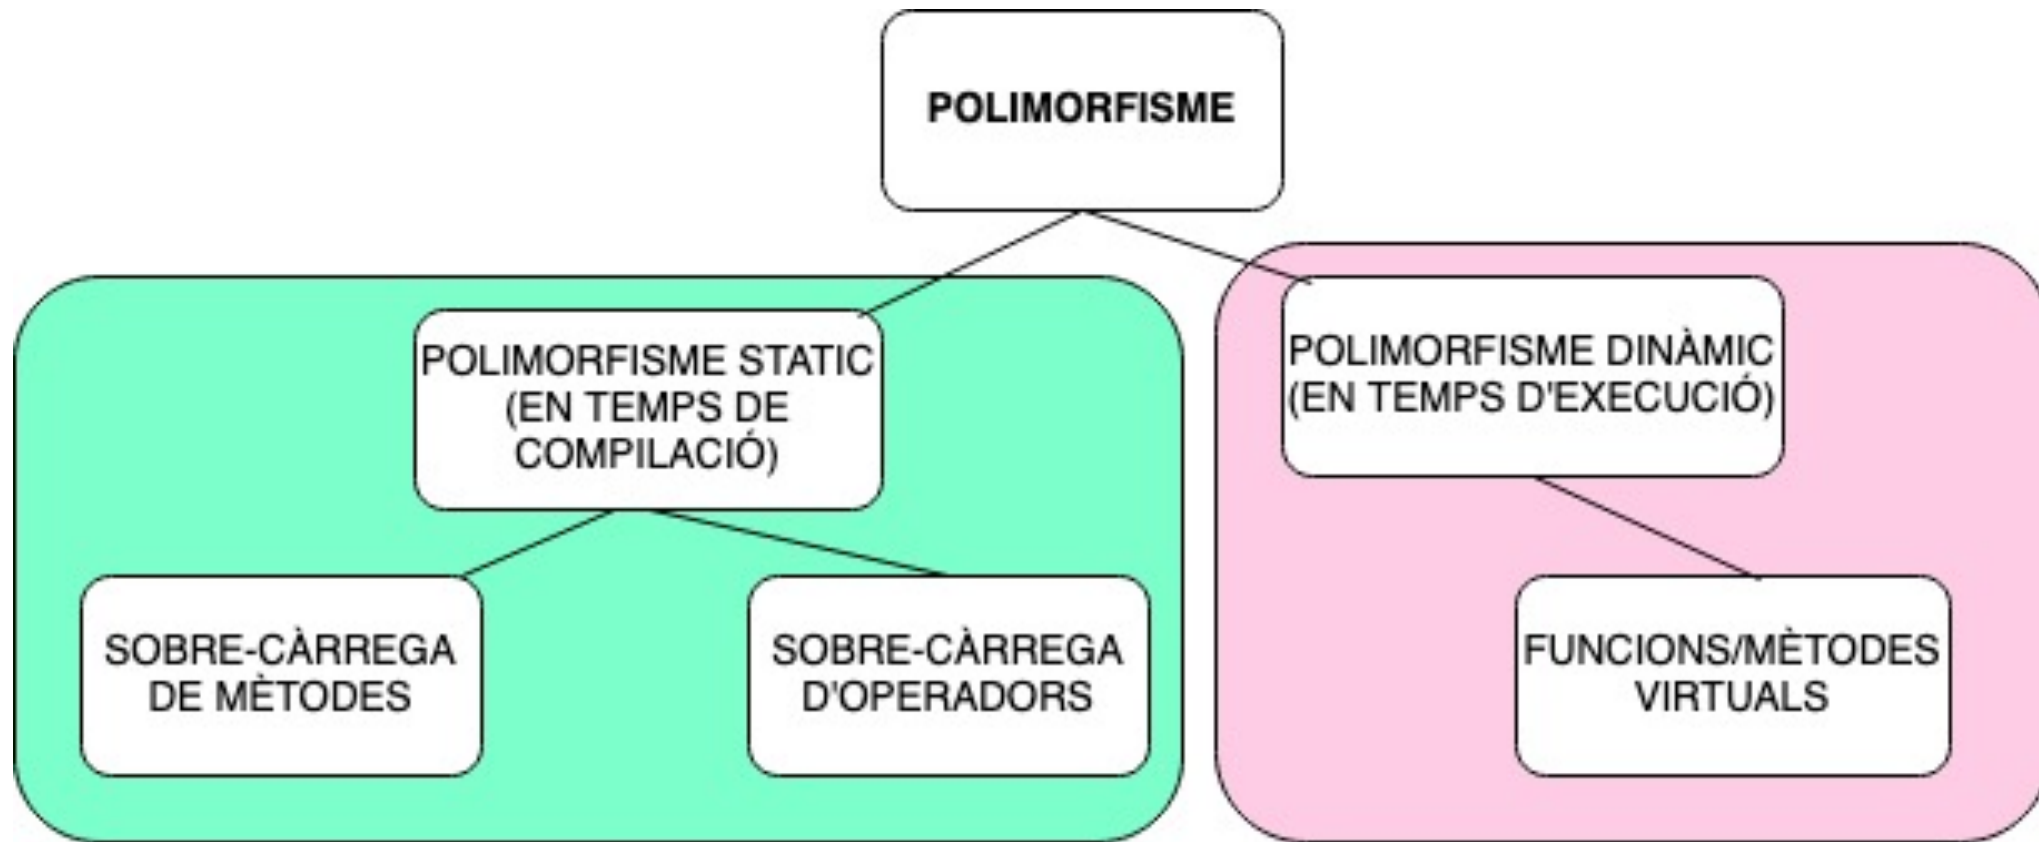 POLIMORFISME
POLIMORFISME STATIC
(EN TEMPS DE
COMPILACIÓ)
POLIMORFISME DINÀMIC
(EN TEMPS D'EXECUCIÓ)
SOBRE-CÀRREGA
DE MÈTODES
SOBRE-CÀRREGA
D'OPERADORS
FUNCIONS/MÈTODES
VIRTUALS